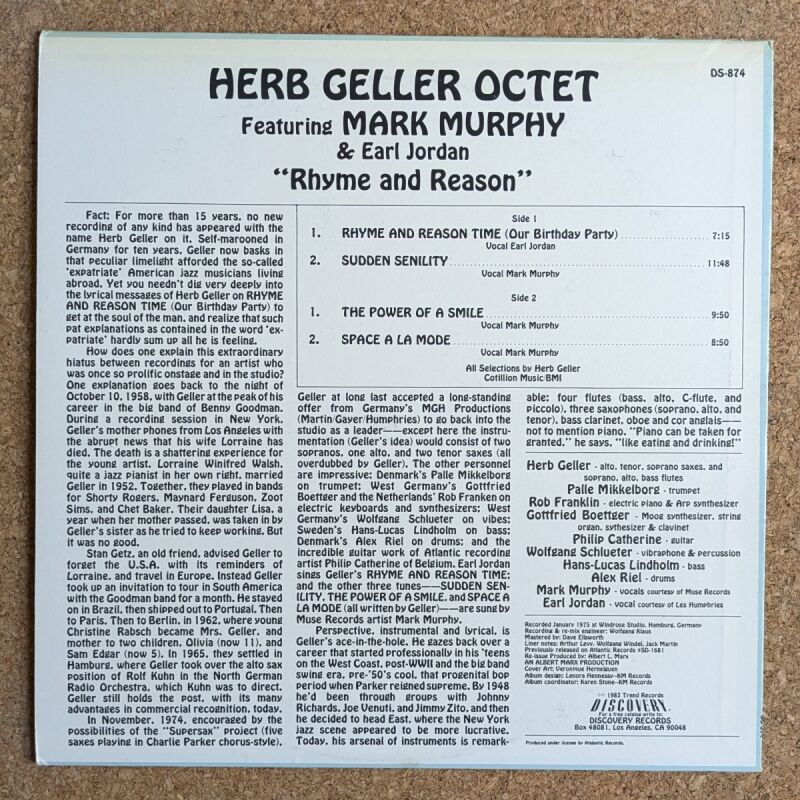 HERB GELLER OCTET
DS-874
Featuring MARK MURPHY
& Earl Jordan
"Rhyme and Reason"
Fact: For more than 15 years, no new
recording of any kind has appeared with the
name Herb Geller on it. Self-marooned in
Germany for ten years, Geller now basks in
that peculiar limelight afforded the so-called
'expatriate' American jazz musicians living
abroad. Yet you needn't dig very deeply into
the lyrical messages of Herb Geller on RHYME
AND REASON TIME (Our Birthday Party) to
get at the soul of the man, and realize that such
pat explanations as contained in the word 'ex-
patriate' hardly sum up all he is feeling.
How does one explain this extraordinary
hiatus between recordings for an artist who
was once so prolific onstage and in the studio?
One explanation goes back to the night of
October 10, 1958, with Geller at the peak of his
career in the big band of Benny Goodman.
During a recording session in New York,
Geller's mother phones from Los Angeles with
the abrupt news that his wife Lorraine has
died. The death is a shattering experience for
the young artist. Lorraine Winifred Walsh,
quite a jazz pianist in her own right, married
Geller in 1952. Together, they played in bands
for Shorty Rogers, Maynard Ferguson, Zoot
Sims, and Chet Baker. Their daughter Lisa, a
year when her mother passed, was taken in by
Geller's sister as he tried to keep working. But
it was no good.
Stan Getz, an old friend, advised Geller to
forget the U.S.A. with its reminders of
Lorraine, and travel in Europe. Instead Geller
took up an invitation to tour in South America
with the Goodman band for a month. He stayed
on in Brazil, then shipped out to Portugal. Then
to Paris. Then to Berlin, in 1962, where young
Christine Rabsch became Mrs. Geller, and
mother to two children, Olivia (now 11), and
Sam Edgar (now 5). In 1965, they settled in
Hamburg, where Geller took over the alto sax
position of Rolf Kuhn in the North German
Radio Orchestra, which Kuhn was to direct.
Geller still holds the post, with its many
advantages in commercial recognition, today.
In November, 1974, encouraged by the
possibilities of the "Supersax" project (five
saxes playing in Charlie Parker chorus-style),
Side 1
1. RHYME AND REASON TIME (Our Birthday Party) 7:15
Vocal Earl Jordan
2. SUDDEN SENILITY 11:48
Vocal Mark Murphy
Side 2
1. THE POWER OF A SMILE 9:50
Vocal Mark Murphy
2. SPACE A LA MODE 8:50
Vocal Mark Murphy
All Selections by Herb Geller
Cotillion Music/BMI
Geller at long last accepted a long-standing
offer from Germany's MGH Productions
(Martin/Gayer/Humphries) to go back into the
studio as a leader——except here the instru-
mentation (Geller's idea) would consist of two
sopranos, one alto, and two tenor saxes (all
overdubbed by Geller). The other personnel
are impressive: Denmark's Palle Mikkelborg
on trumpet: West Germany's Gottfried
Boettger and the Netherlands' Rob Franken on
electric keyboards and synthesizers: West
Germany's Wolfgang Schlueter on vibes;
Sweden's Hans-Lucas Lindholm on bass;
Denmark's Alex Riel on drums; and the
incredible guitar work of Atlantic recording
artist Philip Catherine of Belgium. Earl Jordan
sings Geller's RHYME AND REASON TIME;
and the other three tunes——SUDDEN SEN-
ILITY, THE POWER OF A SMILE, and SPACE A
LA MODE (all written by Geller)——are sung by
Muse Records artist Mark Murphy.
Perspective, instrumental and lyrical, is
Geller's ace-in-the-hole. He gazes back over a
career that started professionally in his 'teens
on the West Coast, post-WWII and the big band
swing era, pre-'50's cool, that progenital bop
period when Parker reigned supreme. By 1948
he'd been through groups with Johnny
Richards, Joe Venuti, and Jimmy Zito, and then
he decided to head East, where the New York
jazz scene appeared to be more lucrative.
Today, his arsenal of instruments is remark-
able: four flutes (bass, alto, C-flute, and
piccolo), three saxophones (soprano, alto, and
tenor), bass clarinet, oboe and cor anglais——
not to mention piano. "Piano can be taken for
granted," he says, "like eating and drinking!"
Herb Geller - alto, tenor, soprano saxes, and
soprano, alto, bass flutes
Palle Mikkelborg - trumpet
Rob Franklin - electric piano & Arp synthesizer
Gottfried Boettger - Moog synthesizer, string
organ, sythesizer & clavinet
Philip Catherine - guitar
Wolfgang Schlueter - vibraphone & percussion
Hans-Lucas Lindholm - bass
Alex Riel - drums
Mark Murphy - vocals courtesy of Muse Records
Earl Jordan - vocal courtesy of Les Humphries
Recorded January 1975 at Windrose Studio, Hamburg, Germany
Recording & re-mix engineer: Wolfgang Klaus
Mastered by: Dave Ellsworth
Liner notes: Arthur Levy, Wolfgang Windel, Jack Martin
Previously released on Atlantic Records #SD-1681
Re-issue Produced by: Albert L. Marx
AN ALBERT MARX PRODUCTION
Cover Art: Veronique Hernelauen
Album design: Lenora Hennessy—KM Records
Album coordinator: Karen Stone—KM Records
1983 Trend Records
DISCOVERY
For a free catalog write to:
DISCOVERY RECORDS
Box 48081, Los Angeles, CA 90048
Produced under license by Atlantic Records.